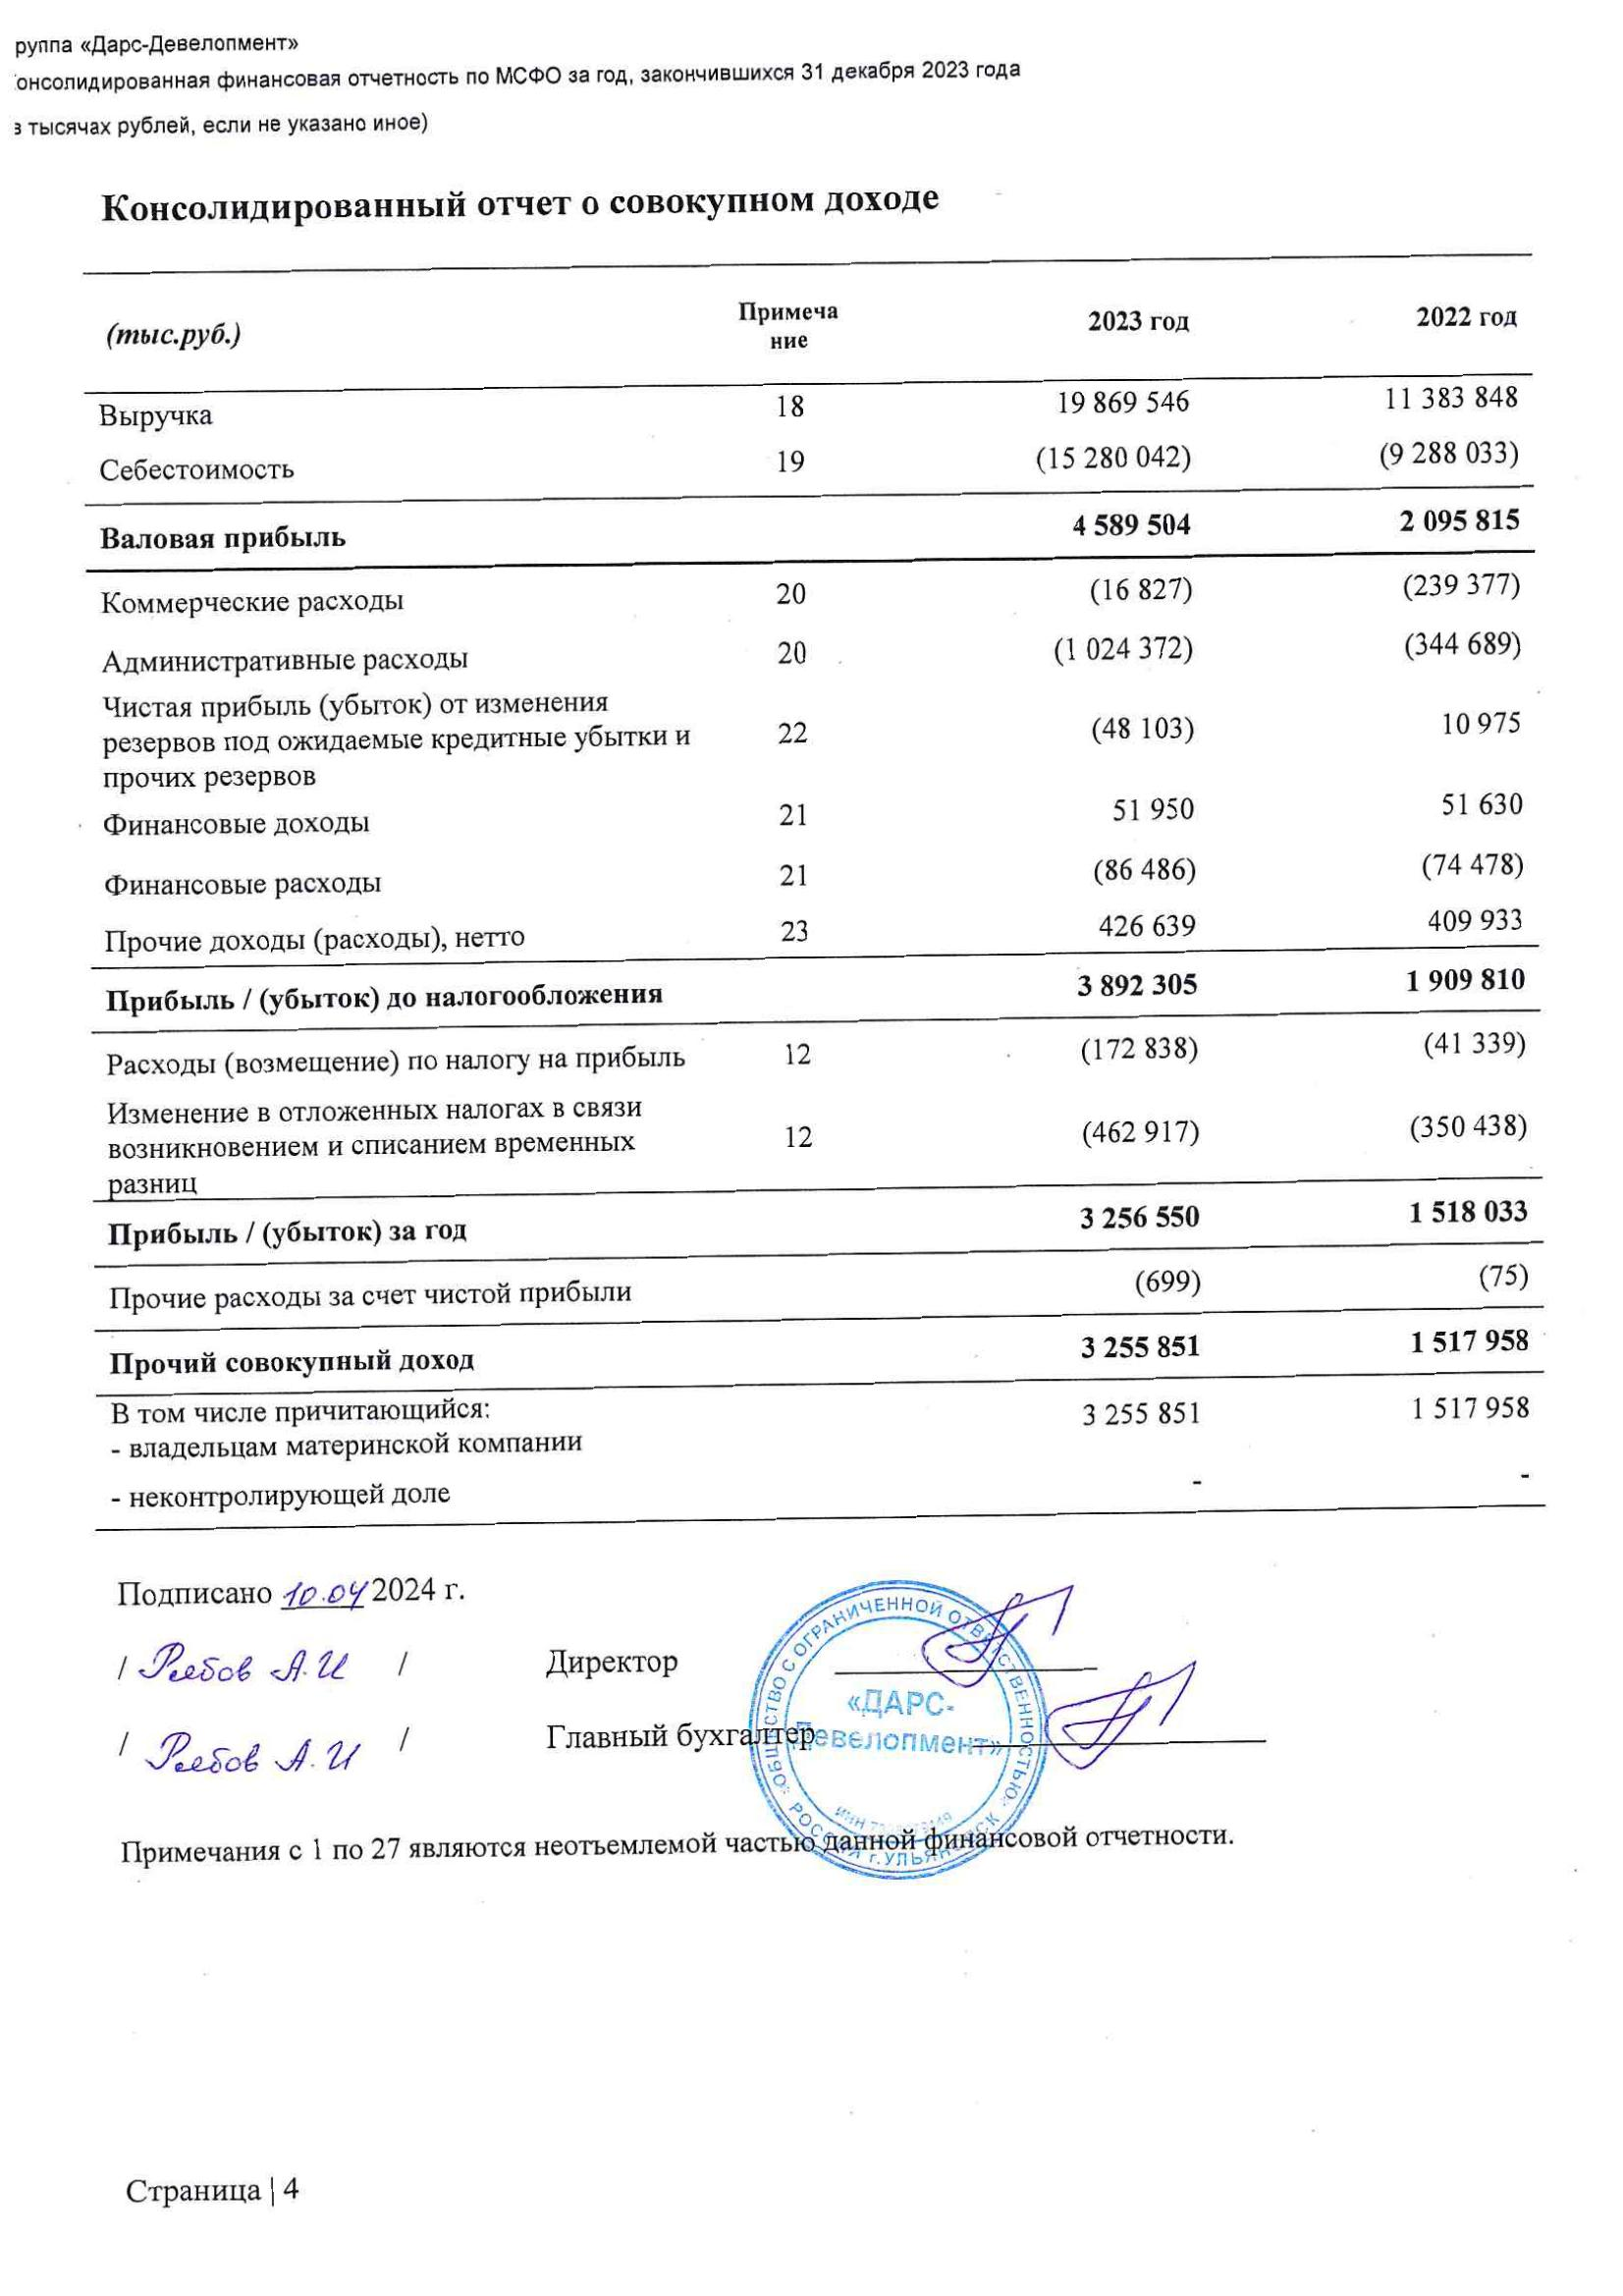 руппа «Дарс-Девелопмент»
онсолидированная финансовая отчетность по МСФО за год, закончившихся 31 декабря 2023 года
в тысячах рублей, если не указано иное)
Консолидированный отчет о совокупном доходе
(тыс.руб.) Примеча 2023 год 2022 год
ние
Выручка 18 19 869 546 11 383 848
Себестоимость 19 (15 280 042) (9 288 033)
Валовая прибыль 4 589 504 2 095 815
Коммерческие расходы 20 (16 827) (239 377)
Административные расходы 20 (1 024 372) (344 689)
Чистая прибыль (убыток) от изменения
резервов под ожидаемые кредитные убытки и 22 (48 103) 10 975
прочих резервов
Финансовые доходы 21 51 950 51 630
Финансовые расходы 21 (86 486) (74 478)
Прочие доходы (расходы), нетто 23 426 639 409 933
Прибыль / (убыток) до налогообложения 3 892 305 1 909 810
Расходы (возмещение) по налогу на прибыль 12 (172 838) (41 339)
Изменение в отложенных налогах в связи
возникновением и списанием временных 12 (462 917) (350 438)
разниц
Прибыль / (убыток) за год 3 256 550 1 518 033
Прочие расходы за счет чистой прибыли (699) (75)
Прочий совокупный доход 3 255 851 1 517 958
В том числе причитающийся: 3 255 851 1 517 958
- владельцам материнской компании
- неконтролирующей доле - -
Подписано 10.04 2024 г.
/ Рябов А.И / Директор
/ Рябов А.И / Главный бухгалтер
ОБЩЕСТВО С ОГРАНИЧЕННОЙ ОТВЕТСТВЕННОСТЬЮ
«ДАРС-
Девелопмент»
ИНН
РОССИЯ г.УЛЬЯНОВСК
Примечания с 1 по 27 являются неотъемлемой частью данной финансовой отчетности.
Страница | 4